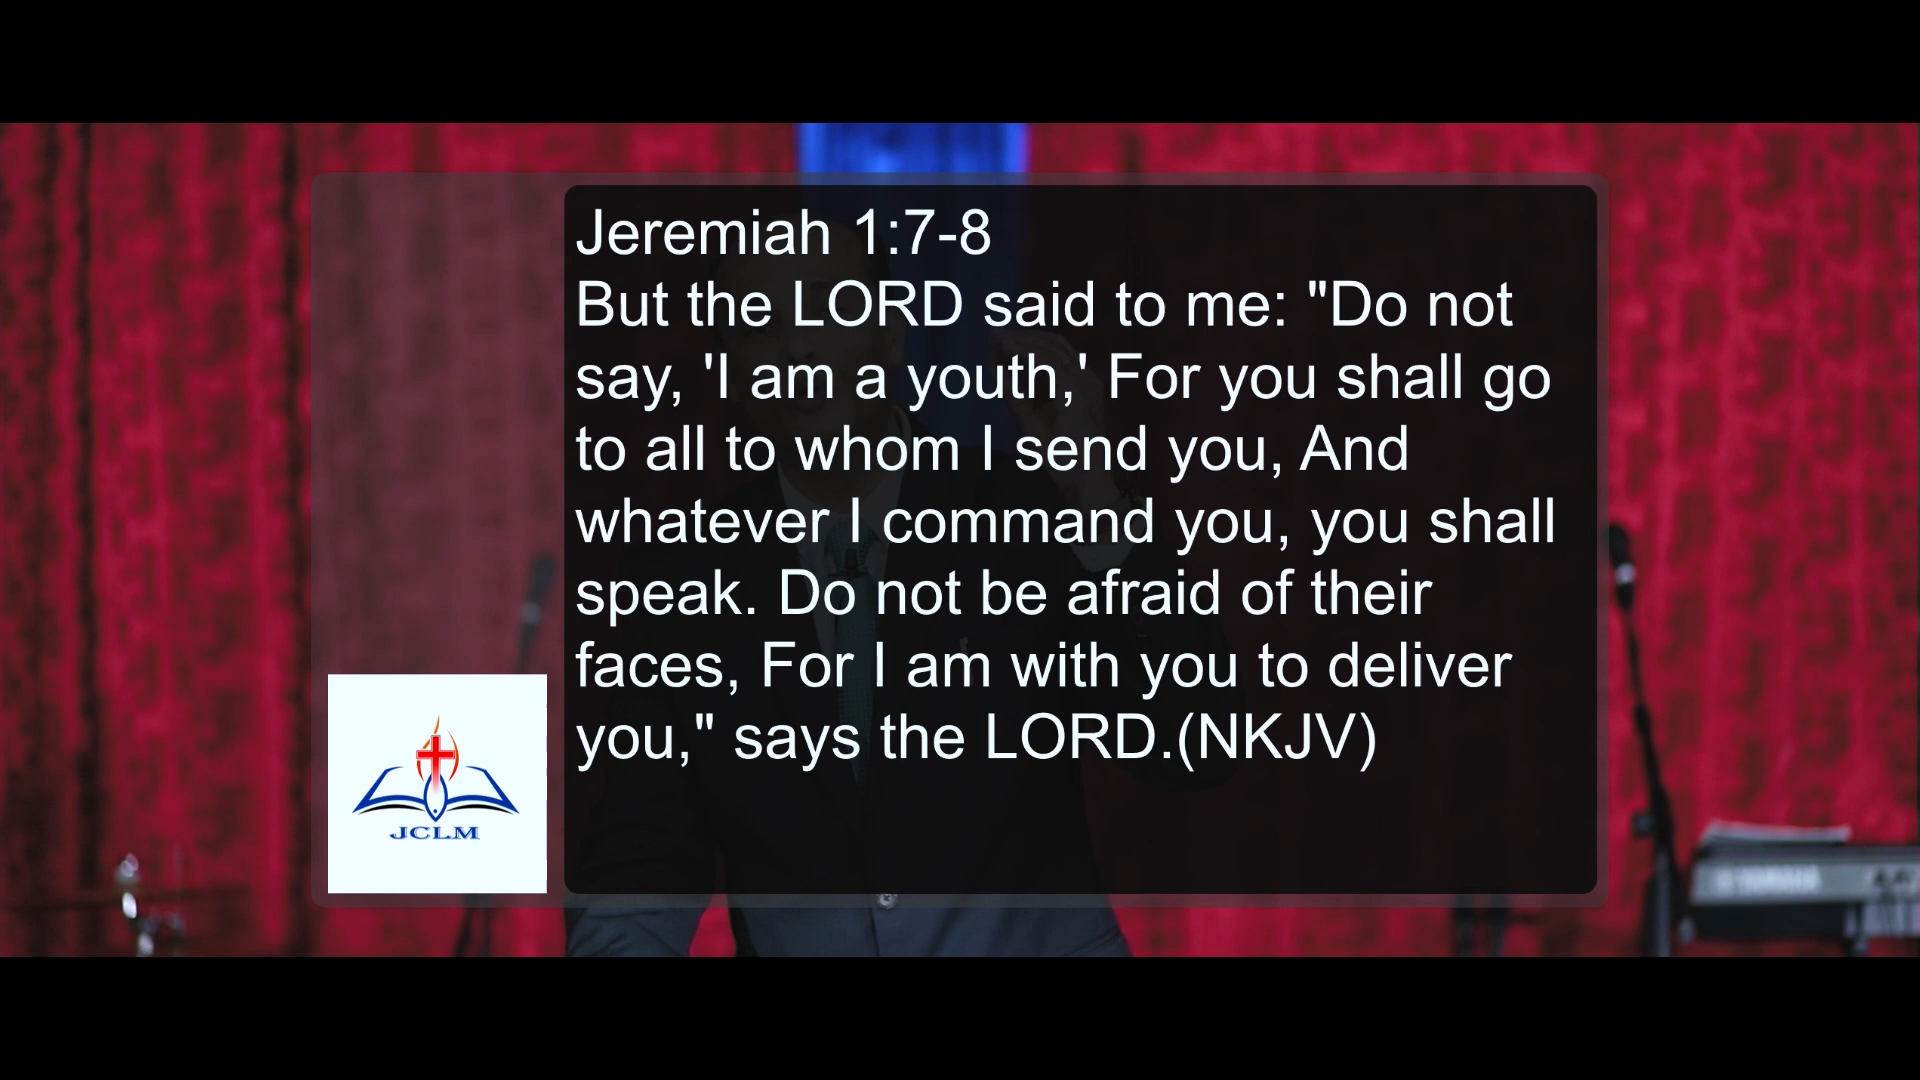 Jeremiah 1:7-8
But the LORD said to me: "Do not
say, 'I am a youth,' For you shall go
to all to whom I send you, And
whatever I command you, you shall
speak. Do not be afraid of their
faces, For I am with you to deliver
you," says the LORD.(NKJV)
JCLM
YAMAHA